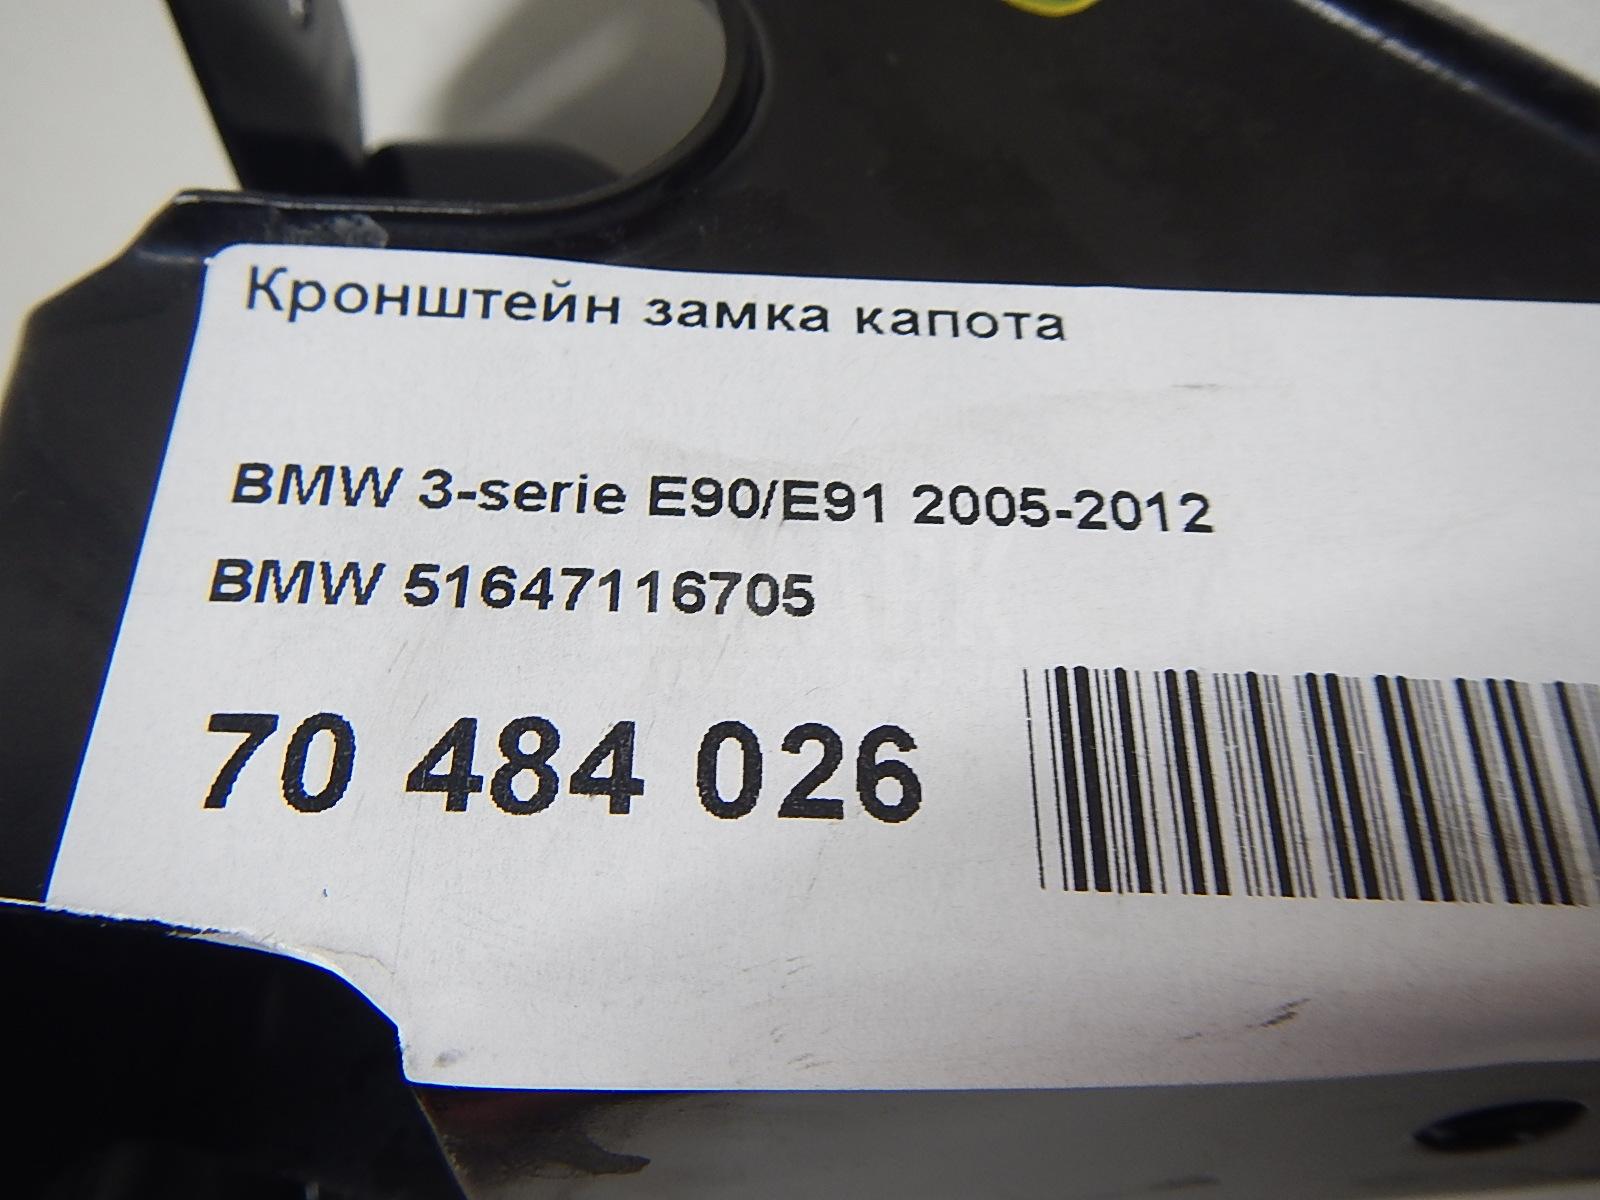 Кронштейн замка капота
BMW 3-serie E90/E91 2005-2012
BMW 51647116705
70 484 026